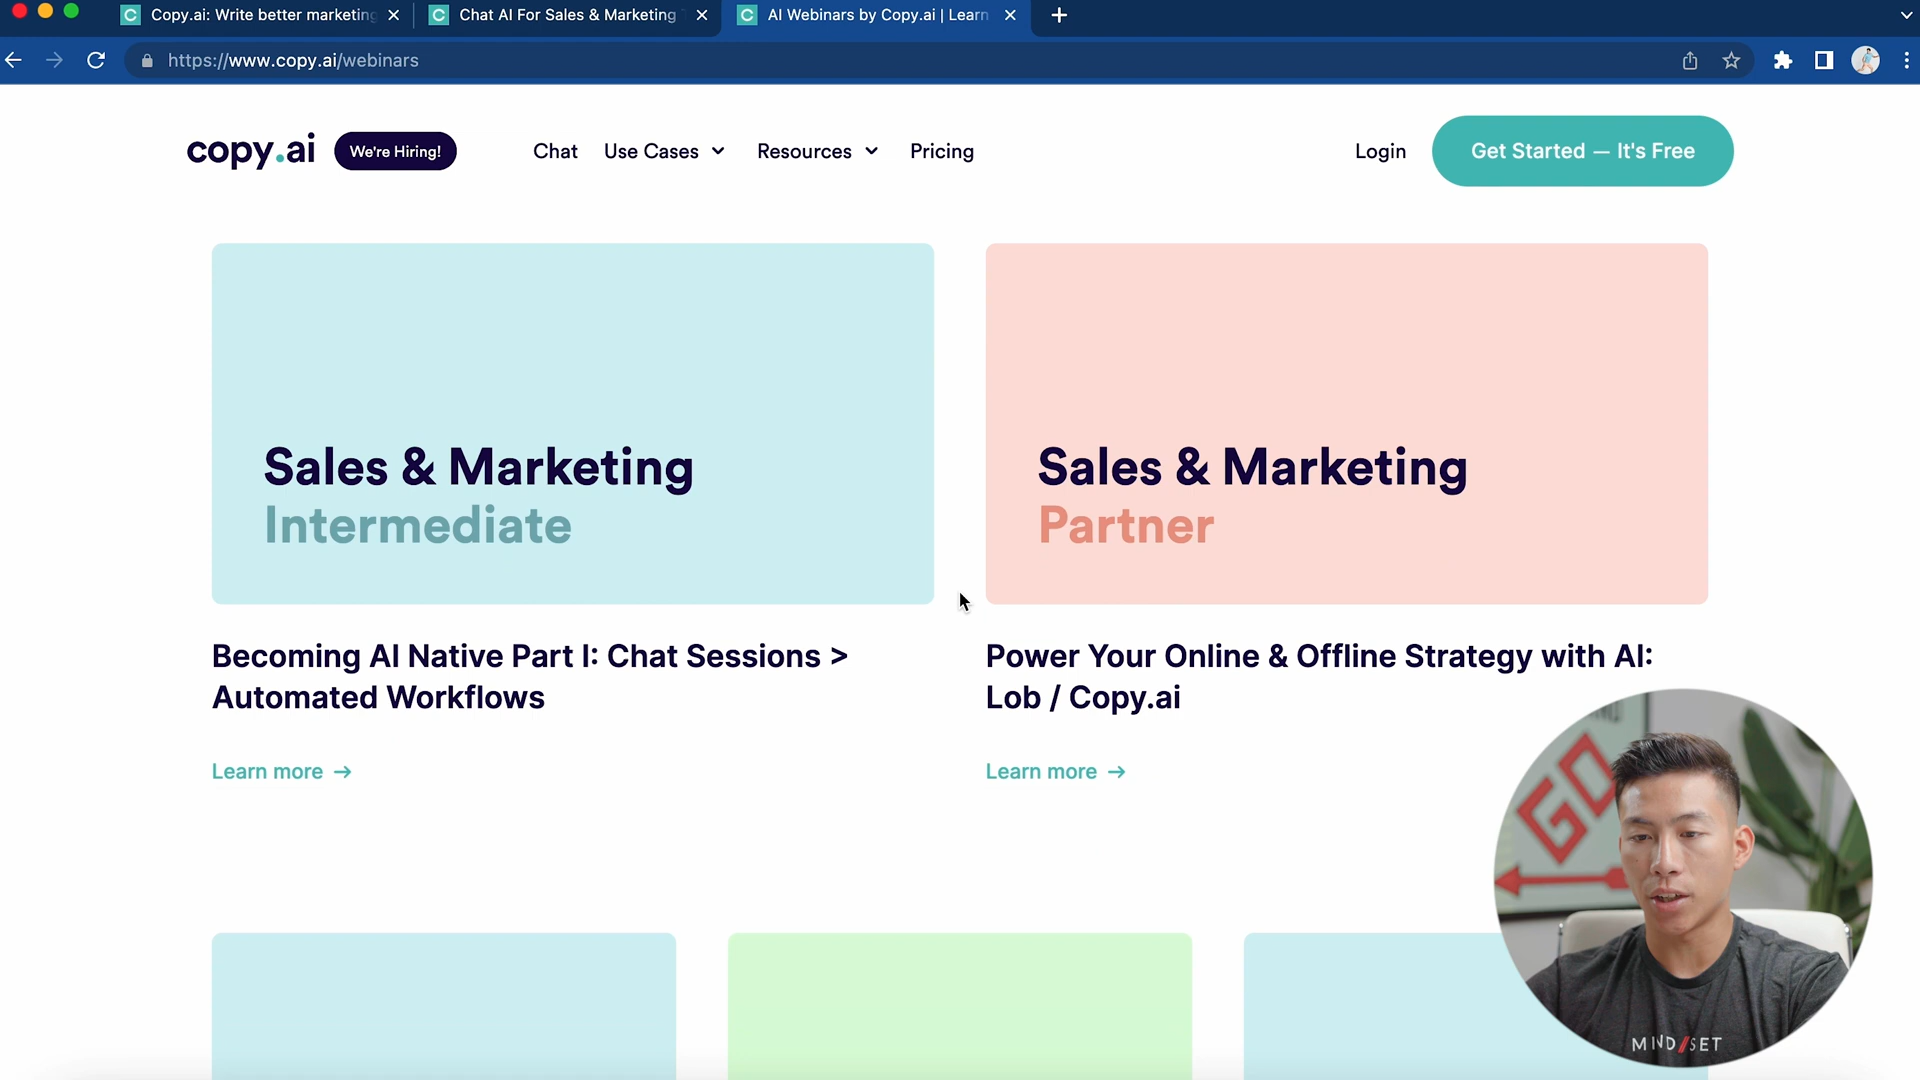 Copy.ai: Write better marketing
Chat AI For Sales & Marketing
AI Webinars by Copy.ai | Learn
https://www.copy.ai/webinars
copy.ai
We're Hiring!
Chat
Use Cases
Resources
Pricing
Login
Get Started — It's Free
Sales & Marketing
Intermediate
Sales & Marketing
Partner
Becoming AI Native Part I: Chat Sessions >
Automated Workflows
Power Your Online & Offline Strategy with AI:
Lob / Copy.ai
Learn more →
Learn more →
GO
MIND/SET